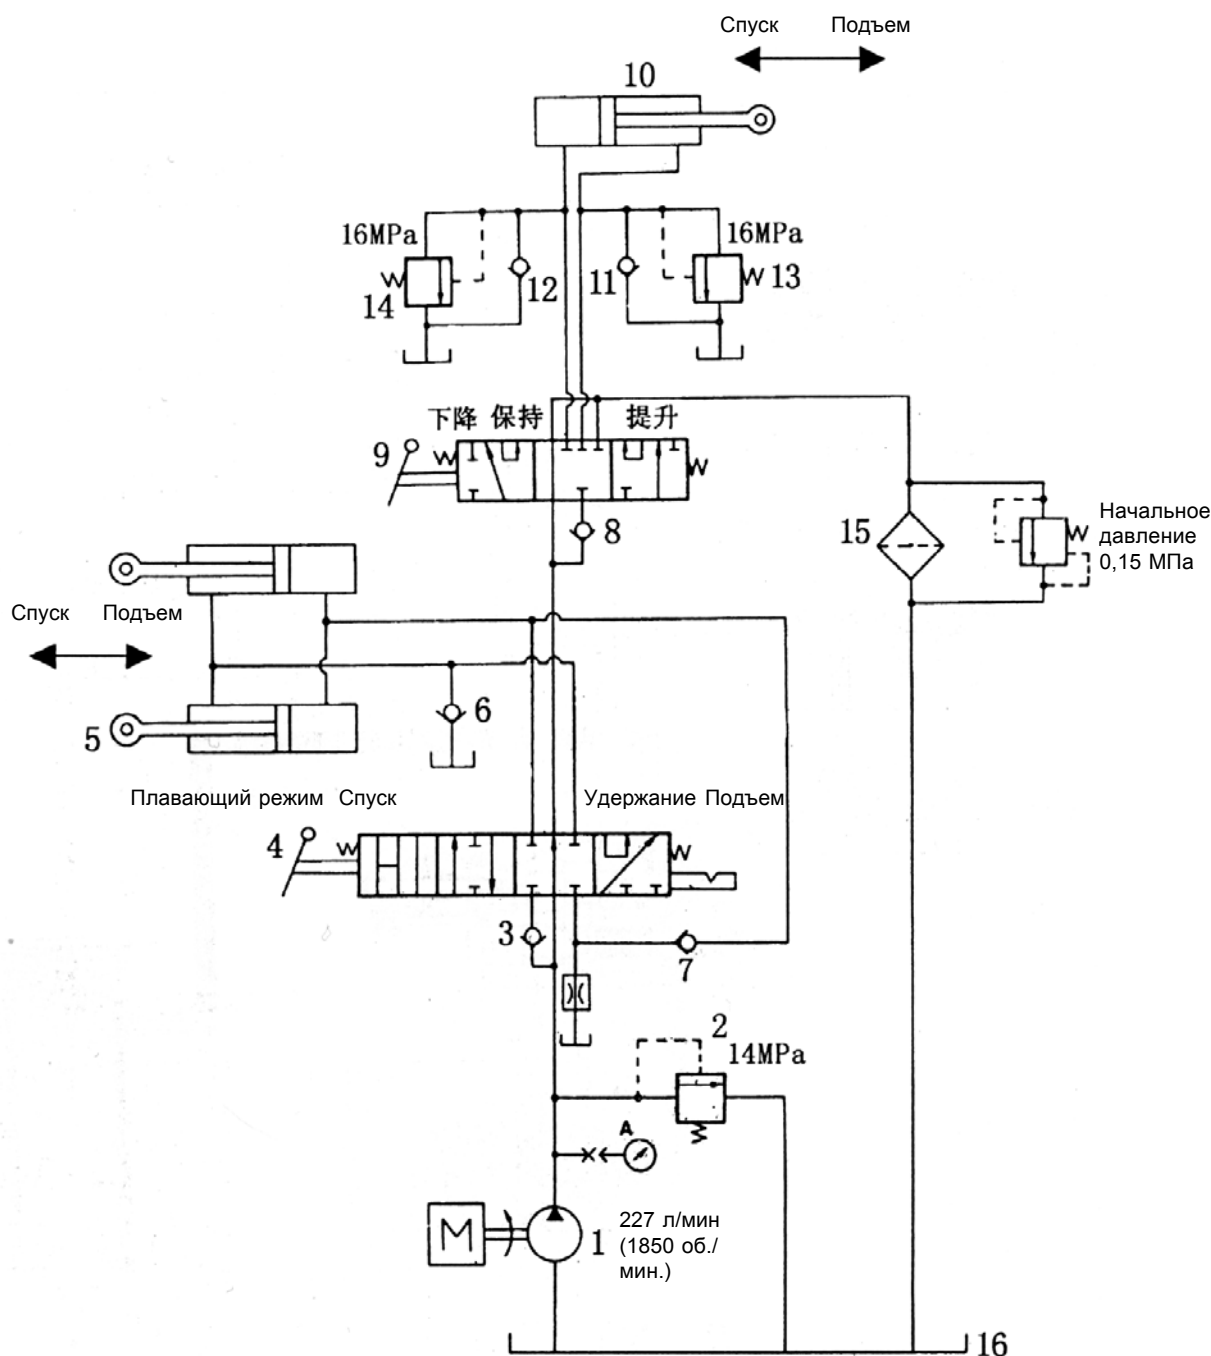 Спуск Подъем
10
16MPa 16MPa
14 12 11 13
下降 保持 提升
9
8
15
Начальное
давление
0,15 МПа
Спуск Подъем
5
6
Плавающий режим Спуск Удержание Подъем
4
3
7
2
14MPa
A
M
1
227 л/мин
(1850 об./
мин.)
16